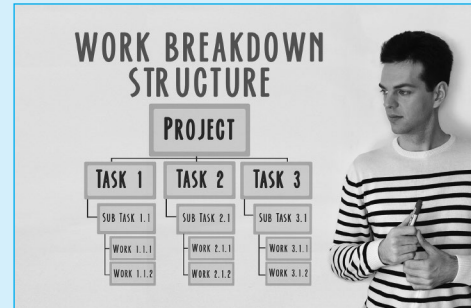 WORK BREAKDOWN
STRUCTURE
PROJECT
TASK 1 TASK 2 TASK 3
SUB TASK 1.1 SUB TASK 2.1 SUB TASK 3.1
WORK 1.1.1 WORK 2.1.1 WORK 3.1.1
WORK 1.1.2 WORK 2.1.2 WORK 3.1.2